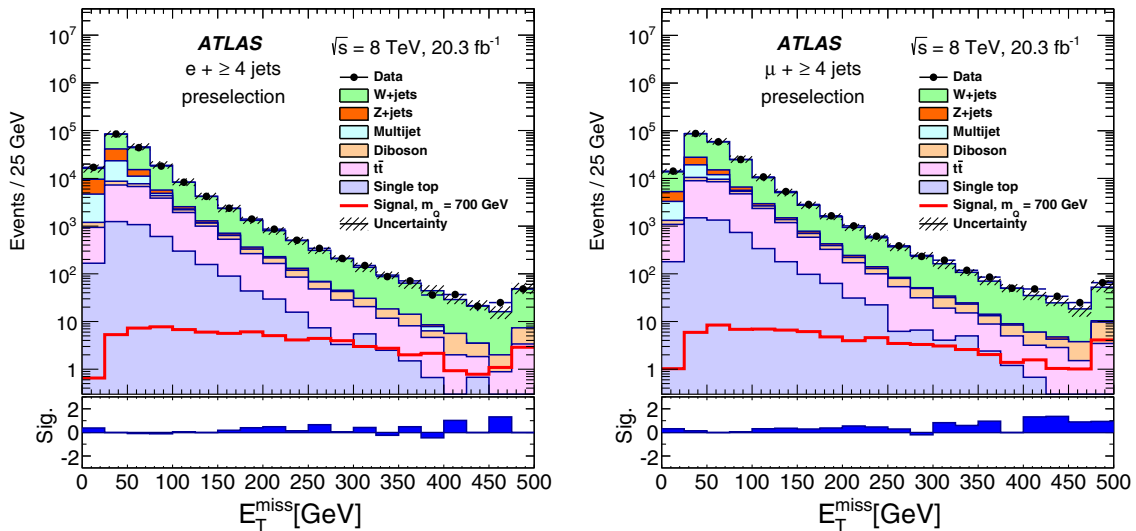 ATLAS
√s = 8 TeV, 20.3 fb⁻¹
e + ≥ 4 jets
preselection
Data
W+jets
Z+jets
Multijet
Diboson
tt̄
Single top
Signal, m_Q = 700 GeV
Uncertainty
Events / 25 GeV
10⁷
10⁶
10⁵
10⁴
10³
10²
10
1
Sig.
2
0
-2
0 50 100 150 200 250 300 350 400 450 500
E_T^miss[GeV]
ATLAS
√s = 8 TeV, 20.3 fb⁻¹
μ + ≥ 4 jets
preselection
Data
W+jets
Z+jets
Multijet
Diboson
tt̄
Single top
Signal, m_Q = 700 GeV
Uncertainty
Events / 25 GeV
10⁷
10⁶
10⁵
10⁴
10³
10²
10
1
Sig.
2
0
-2
0 50 100 150 200 250 300 350 400 450 500
E_T^miss[GeV]